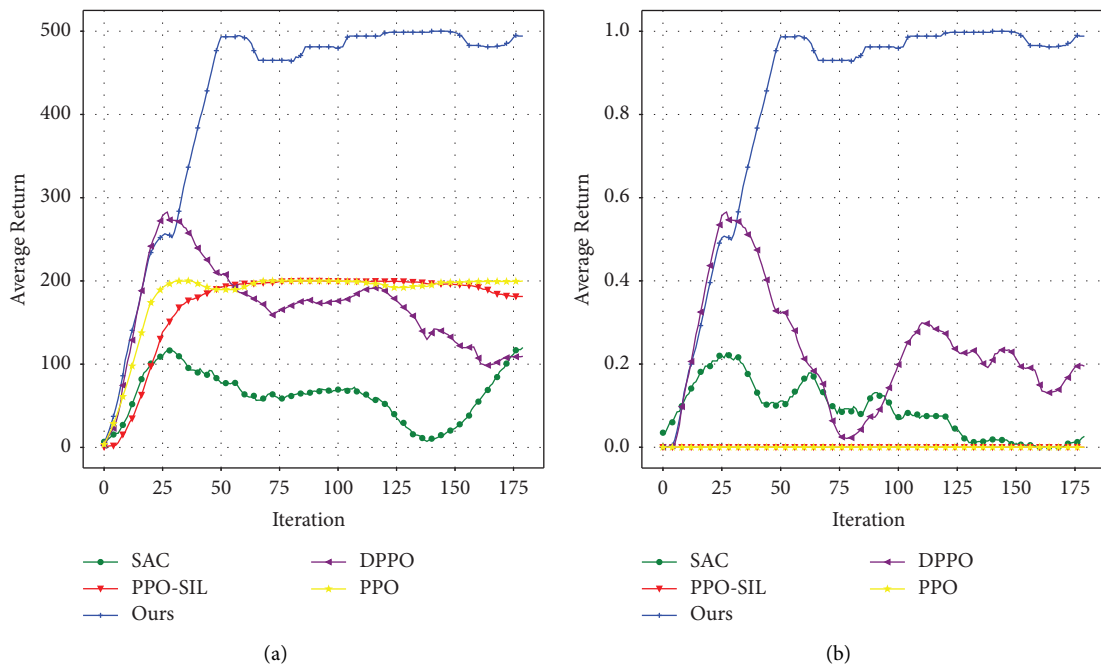 500
400
300
200
100
0
Average Return
0 25 50 75 100 125 150 175
Iteration
SAC
PPO-SIL
Ours
DPPO
PPO
(a)
1.0
0.8
0.6
0.4
0.2
0.0
Average Return
0 25 50 75 100 125 150 175
Iteration
SAC
PPO-SIL
Ours
DPPO
PPO
(b)